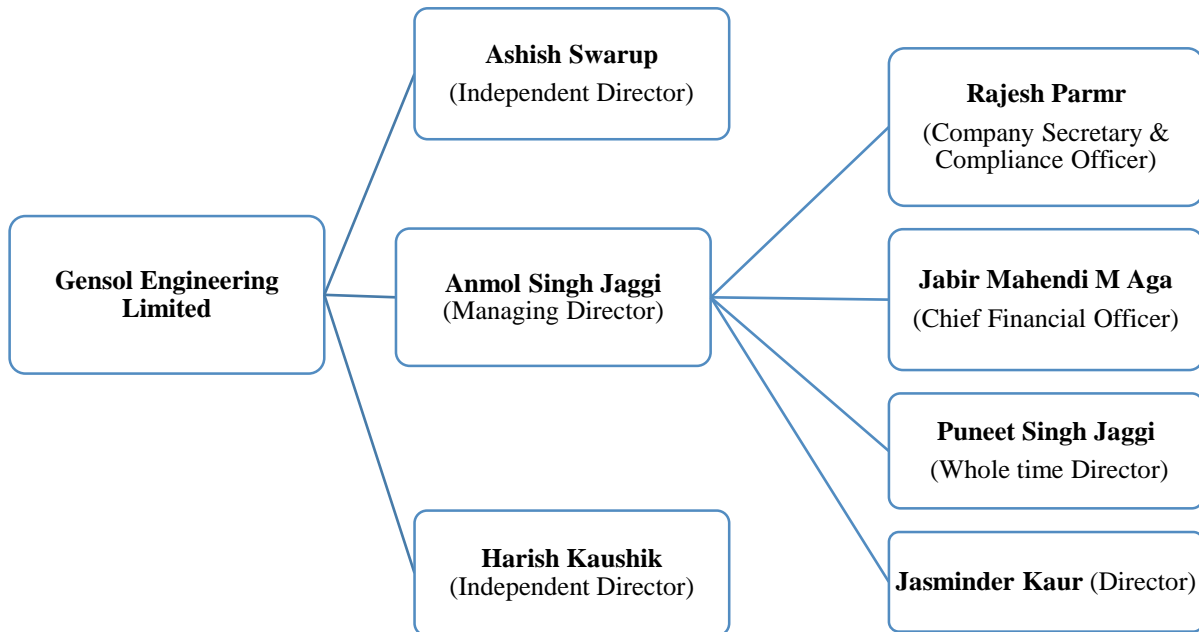 Gensol Engineering
Limited
Ashish Swarup
(Independent Director)
Anmol Singh Jaggi
(Managing Director)
Harish Kaushik
(Independent Director)
Rajesh Parmr
(Company Secretary &
Compliance Officer)
Jabir Mahendi M Aga
(Chief Financial Officer)
Puneet Singh Jaggi
(Whole time Director)
Jasminder Kaur (Director)